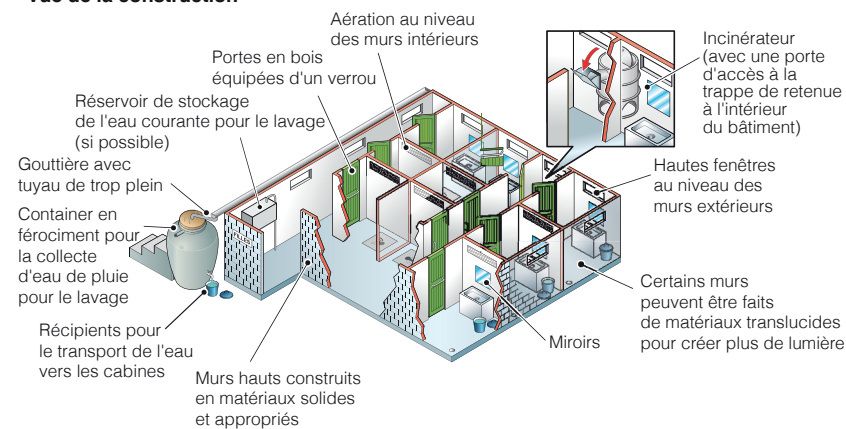 Vue de la construction
Aération au niveau
des murs intérieurs
Portes en bois
équipées d'un verrou
Réservoir de stockage
de l'eau courante pour le lavage
(si possible)
Gouttière avec
tuyau de trop plein
Container en
férociment pour
la collecte
d'eau de pluie
pour le lavage
Récipients pour
le transport de l'eau
vers les cabines
Murs hauts construits
en matériaux solides
et appropriés
Incinérateur
(avec une porte
d'accès à la
trappe de retenue
à l'intérieur
du bâtiment)
Hautes fenêtres
au niveau des
murs extérieurs
Certains murs
peuvent être faits
de matériaux translucides
pour créer plus de lumière
Miroirs